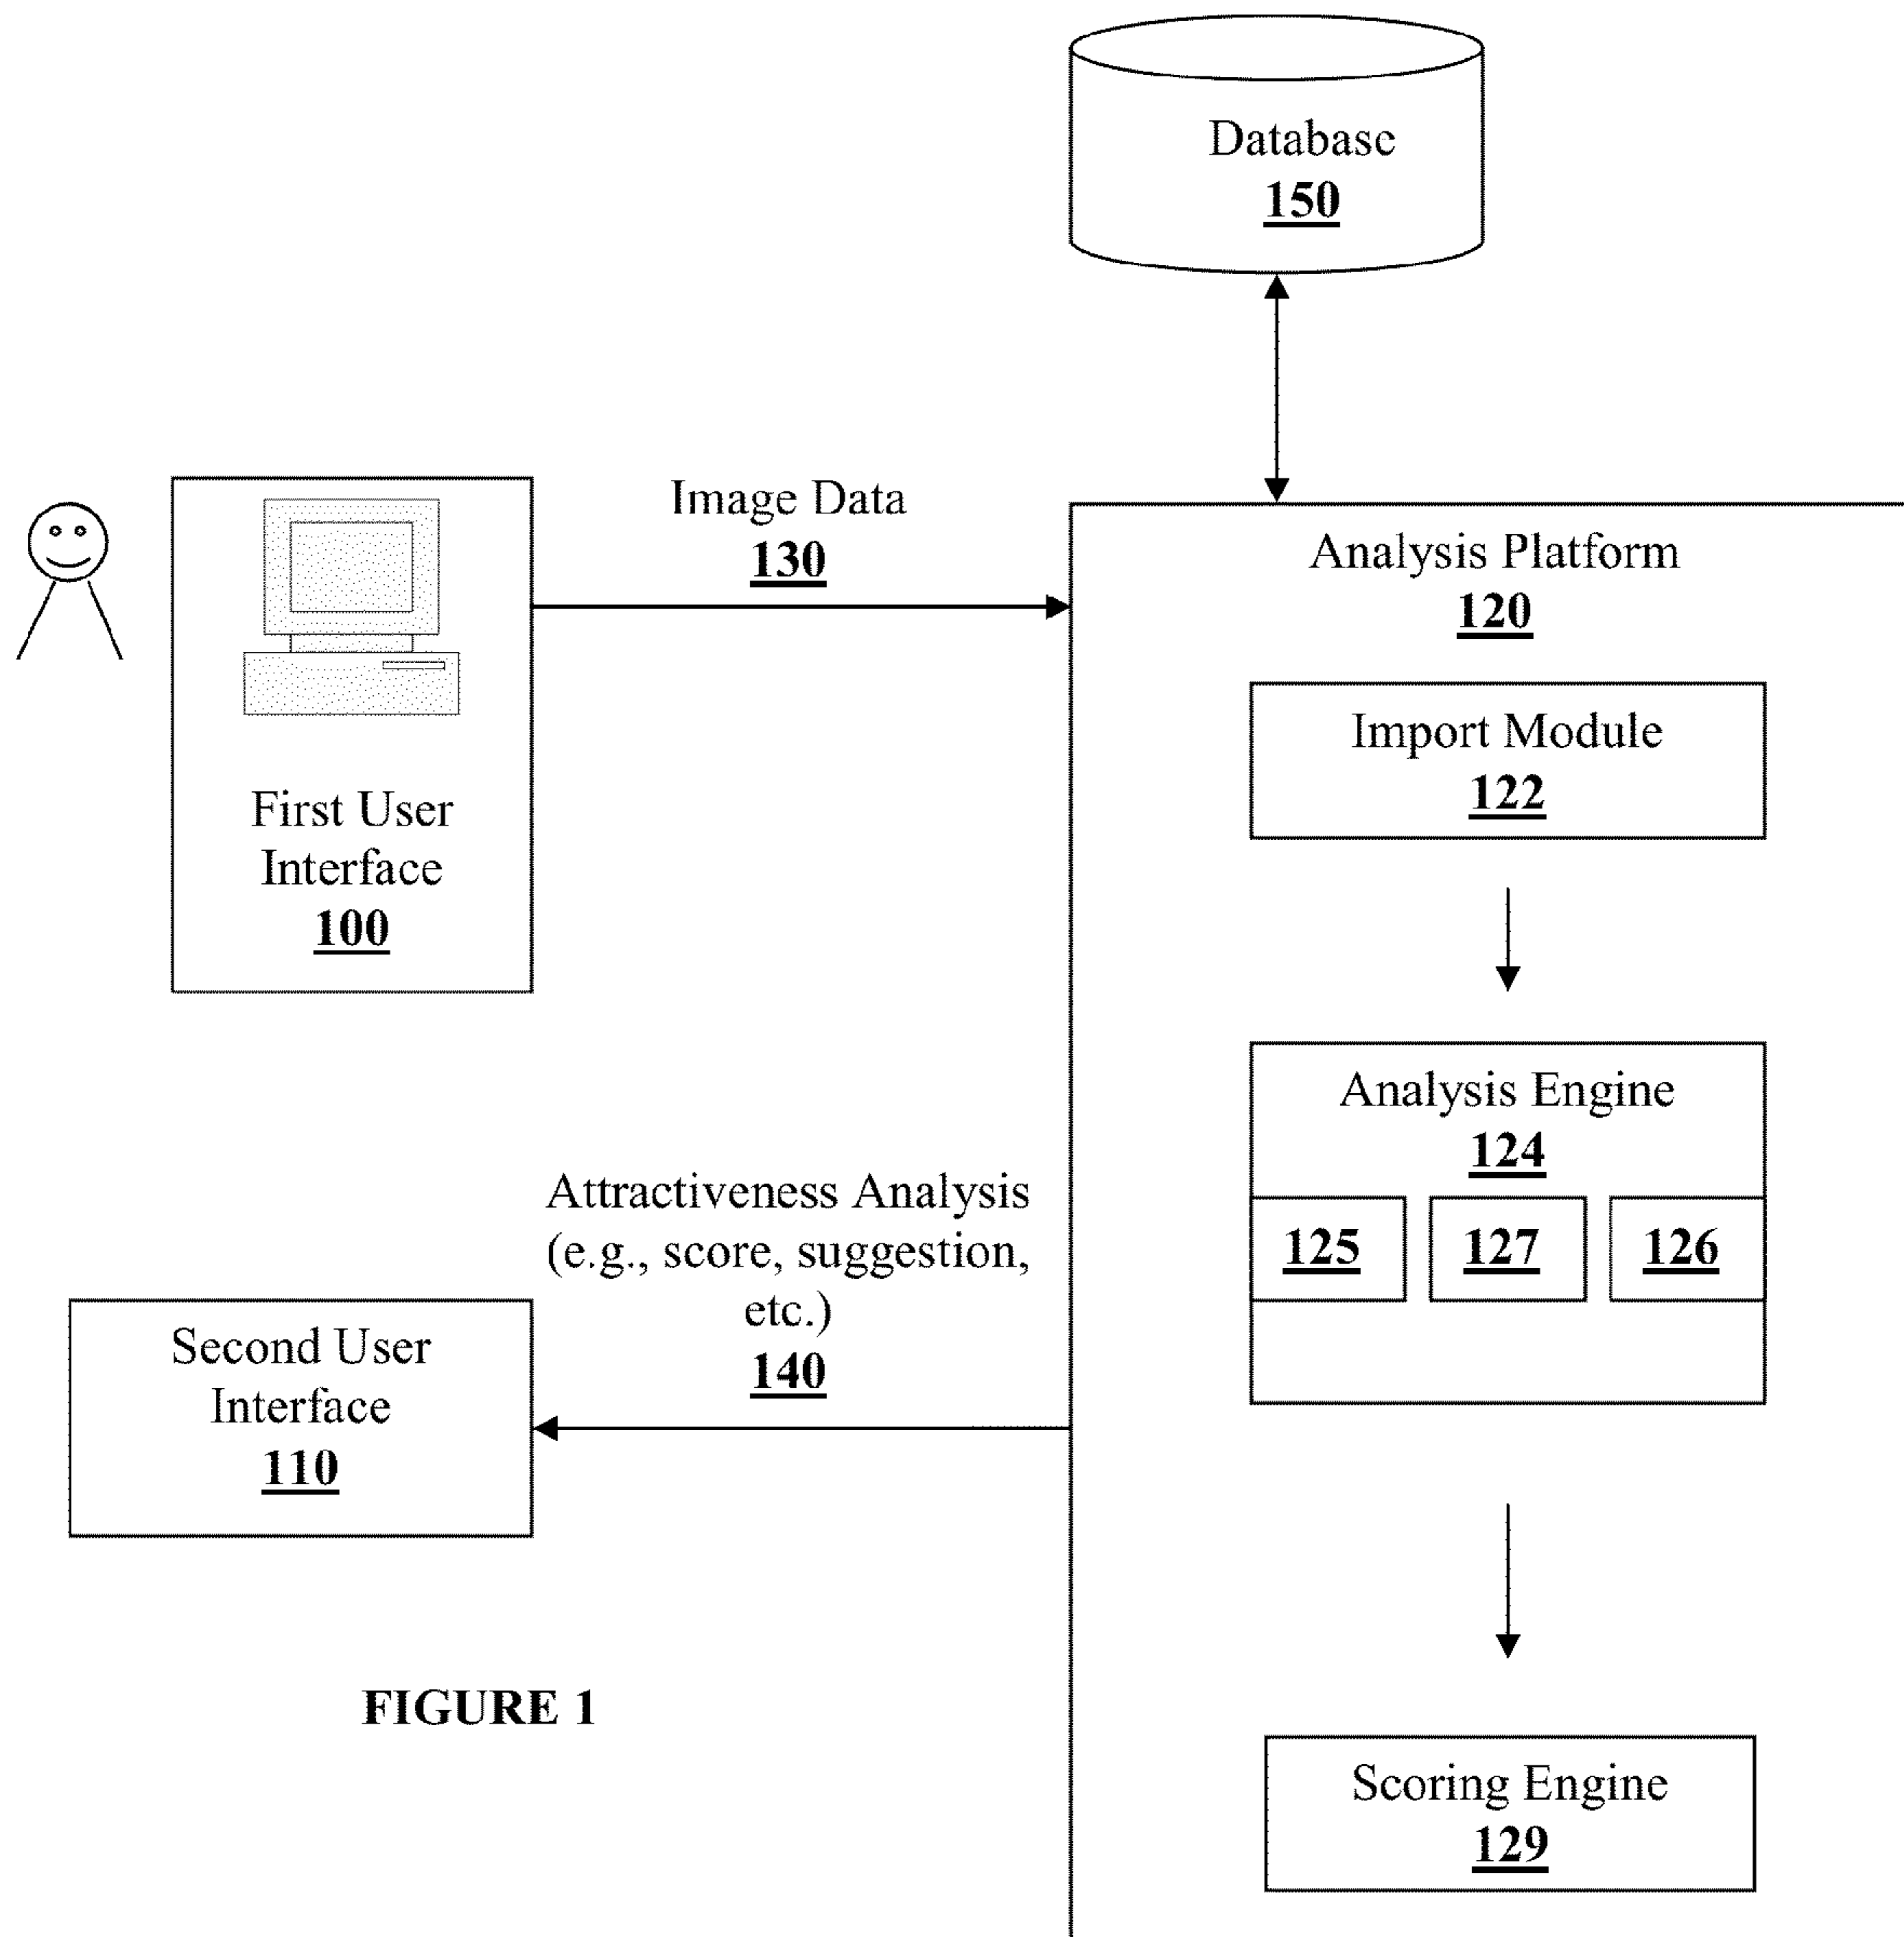 Database
150
Image Data
130
First User
Interface
100
Analysis Platform
120
Import Module
122
Analysis Engine
124
125
127
126
Attractiveness Analysis
(e.g., score, suggestion,
etc.)
140
Second User
Interface
110
Scoring Engine
129
FIGURE 1